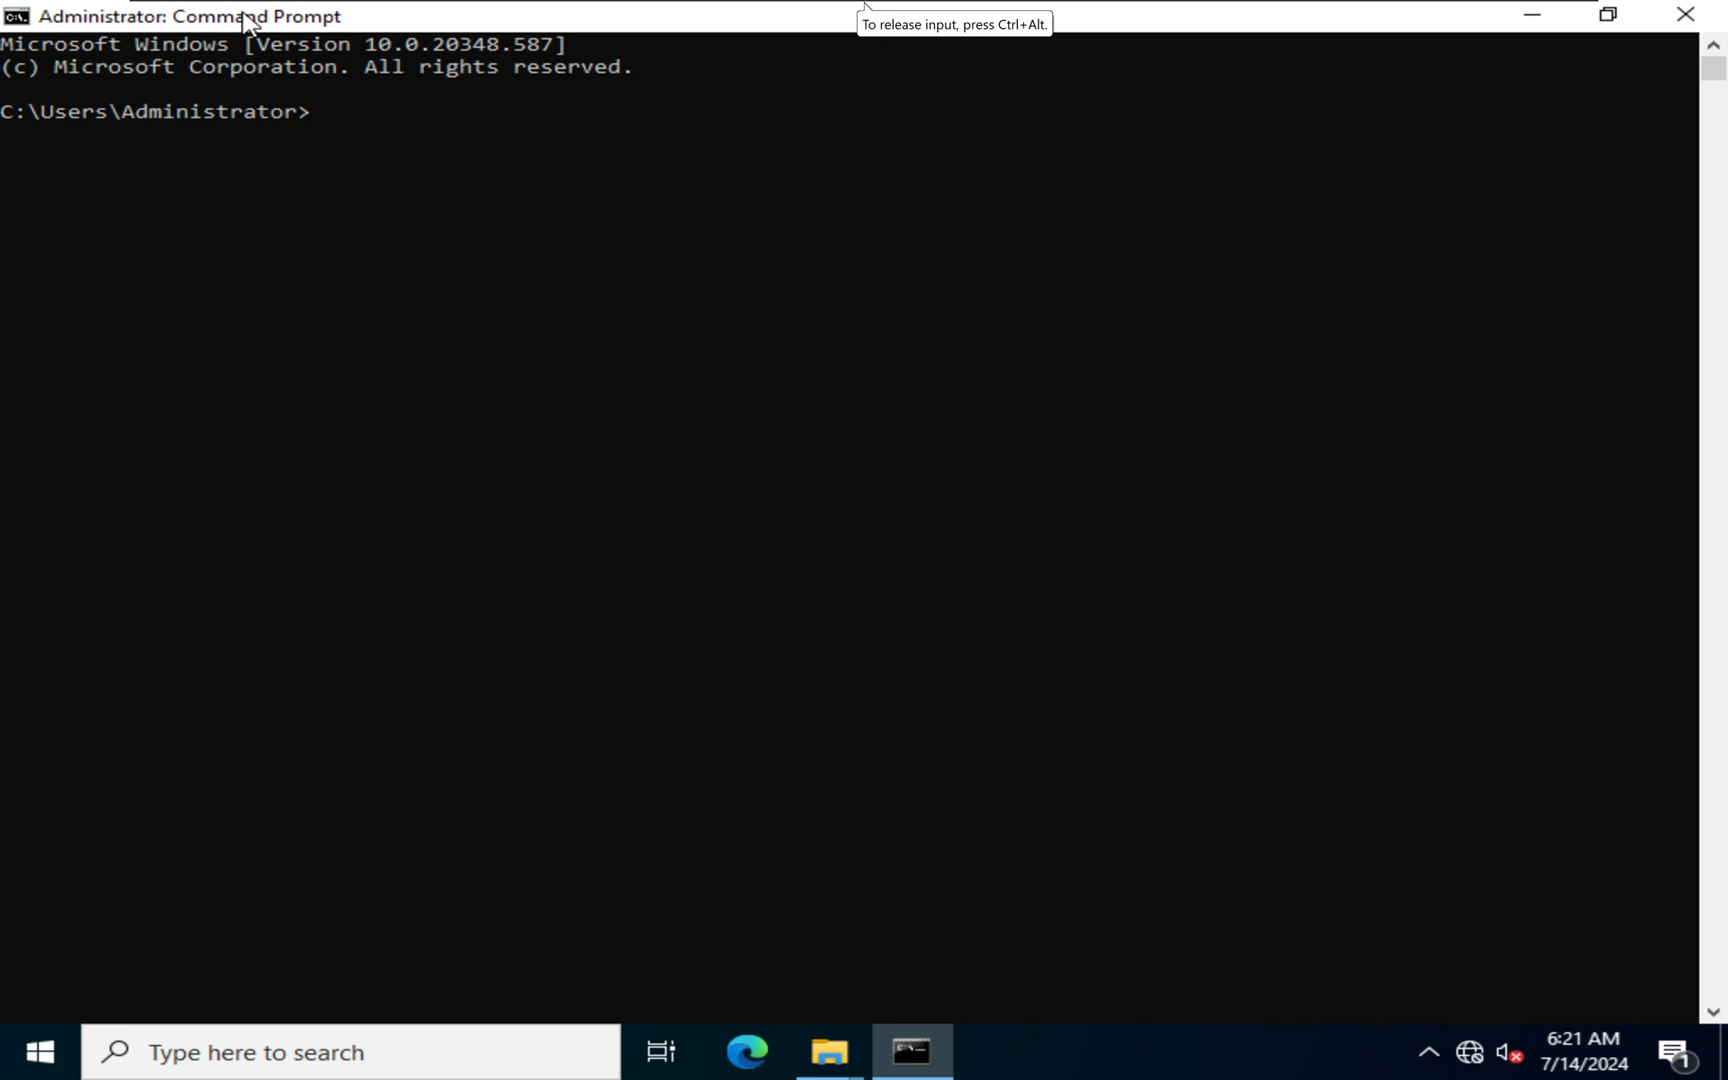 Administrator: Command Prompt
To release input, press Ctrl+Alt.
Microsoft Windows [Version 10.0.20348.587]
(c) Microsoft Corporation. All rights reserved.
C:\Users\Administrator>
Type here to search
6:21 AM
7/14/2024
1